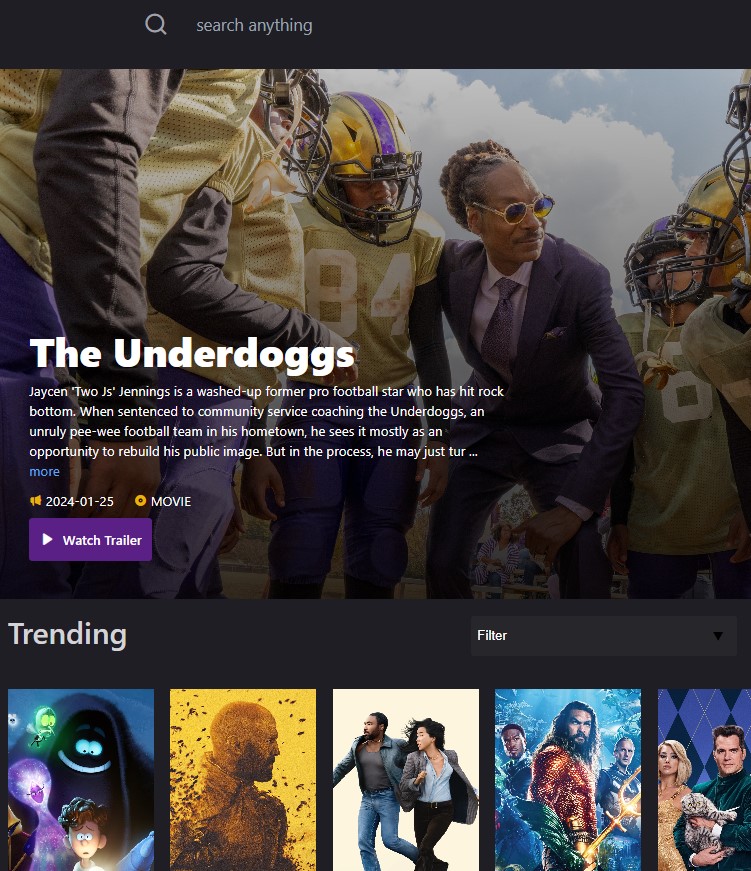 search anything
The Underdoggs
Jaycen 'Two Js' Jennings is a washed-up former pro football star who has hit rock
bottom. When sentenced to community service coaching the Underdoggs, an
unruly pee-wee football team in his hometown, he sees it mostly as an
opportunity to rebuild his public image. But in the process, he may just tur ...
more
2024-01-25 MOVIE
Watch Trailer
Trending
Filter
84
6